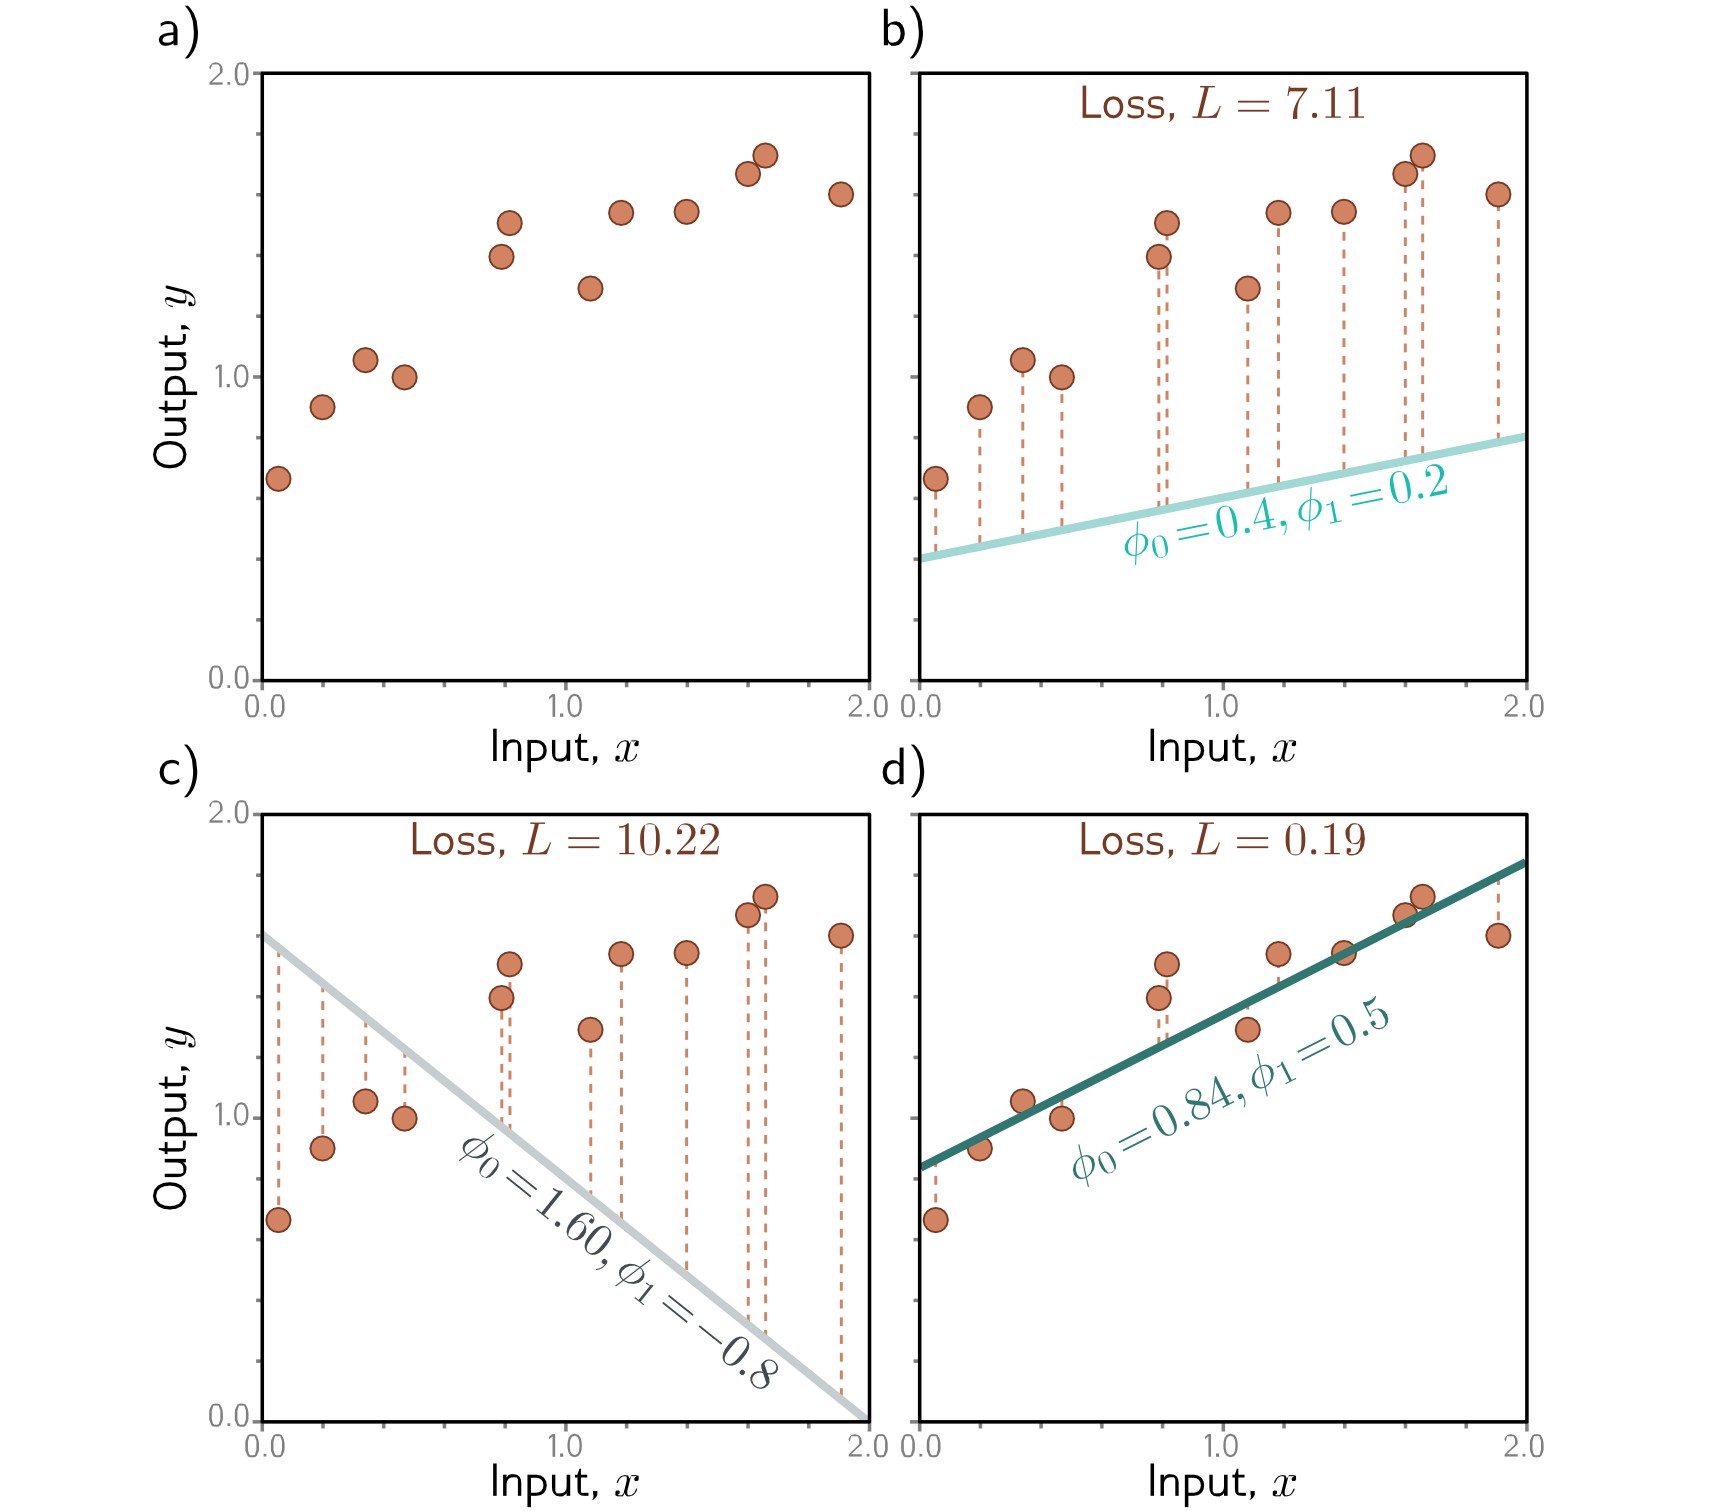 a)
2.0
1.0
0.0
Output, y
0.0 1.0 2.0
Input, x
b)
Loss, L = 7.11
ϕ₀=0.4, ϕ₁=0.2
0.0 1.0 2.0
Input, x
c)
2.0
1.0
0.0
Output, y
Loss, L = 10.22
ϕ₀=1.60, ϕ₁=−0.8
0.0 1.0 2.0
Input, x
d)
Loss, L = 0.19
ϕ₀=0.84, ϕ₁=0.5
0.0 1.0 2.0
Input, x